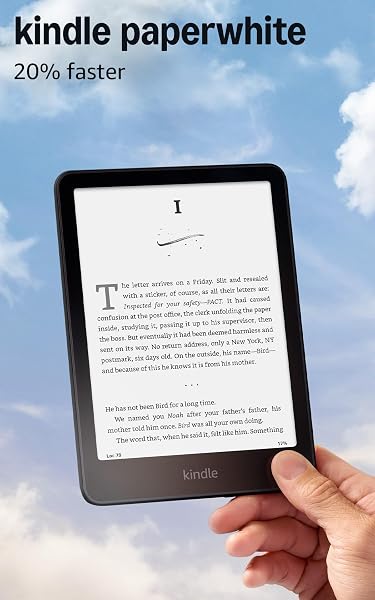 kindle paperwhite
20% faster
I
The letter arrives on a Friday. Slit and resealed
with a sticker, of course, as all their letters are:
Inspected for your safety—PACT. It had caused
confusion at the post office, the clerk unfolding the paper
inside, studying it, passing it up to his supervisor, then
the boss. But eventually it had been deemed harmless and
sent on its way. No return address, only a New York, NY
postmark, six days old. On the outside, his name—Bird—
and because of this he knows it is from his mother.
. . .
He has not been Bird for a long time.
We named you Noah after your father's father, his
mother told him once. Bird was all your own doing.
The word that, when he said it, felt like him. Something
Loc 79
17%
kindle